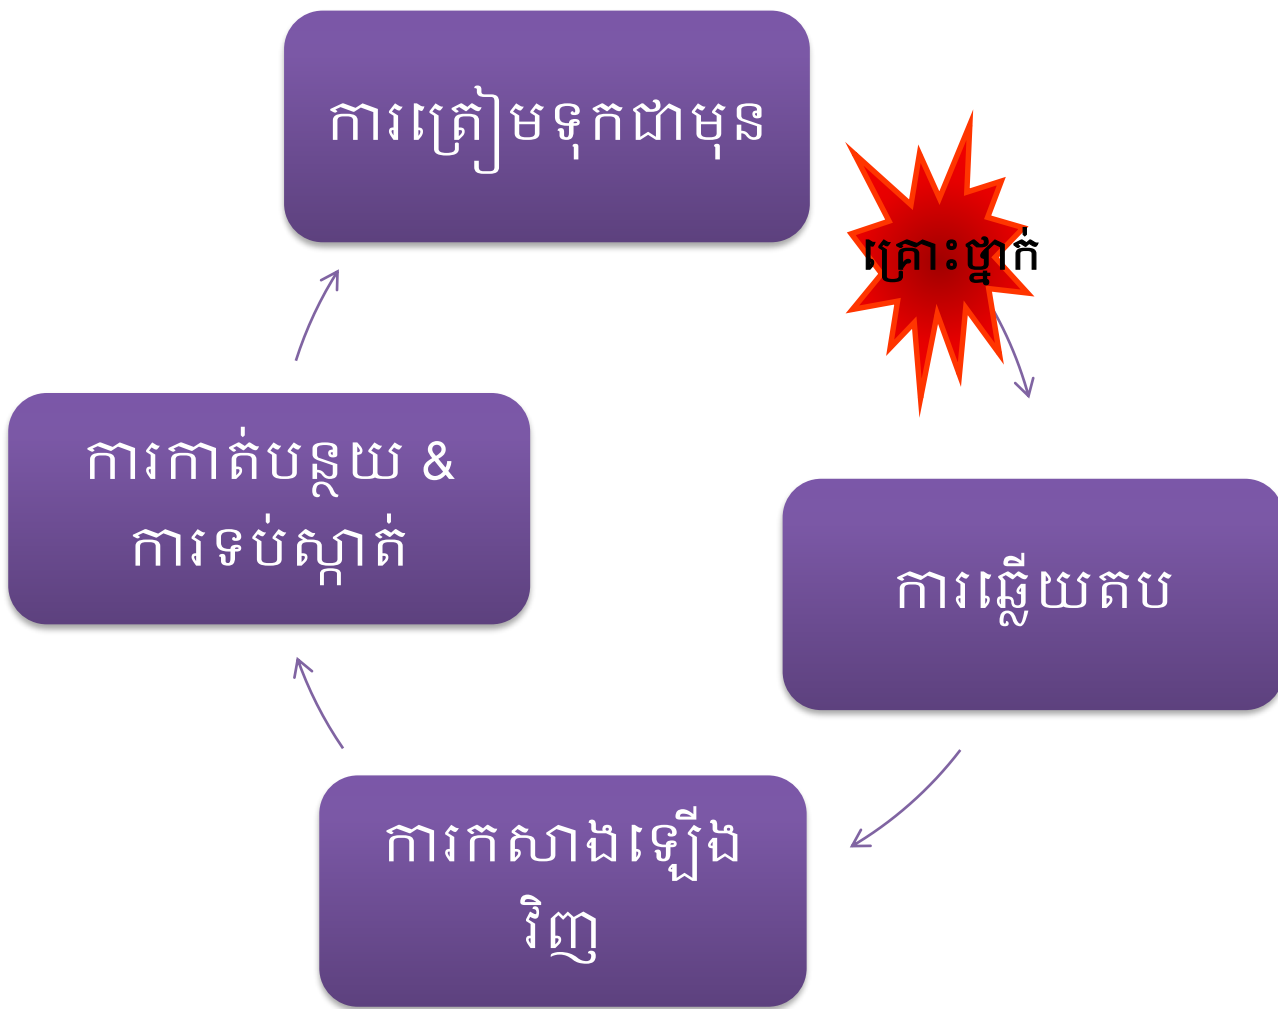 ការត្រៀមទុកជាមុន
គ្រោះថ្នាក់
ការកាត់បន្ថយ &
ការទប់ស្កាត់
ការឆ្លើយតប
ការកសាងឡើង
វិញ